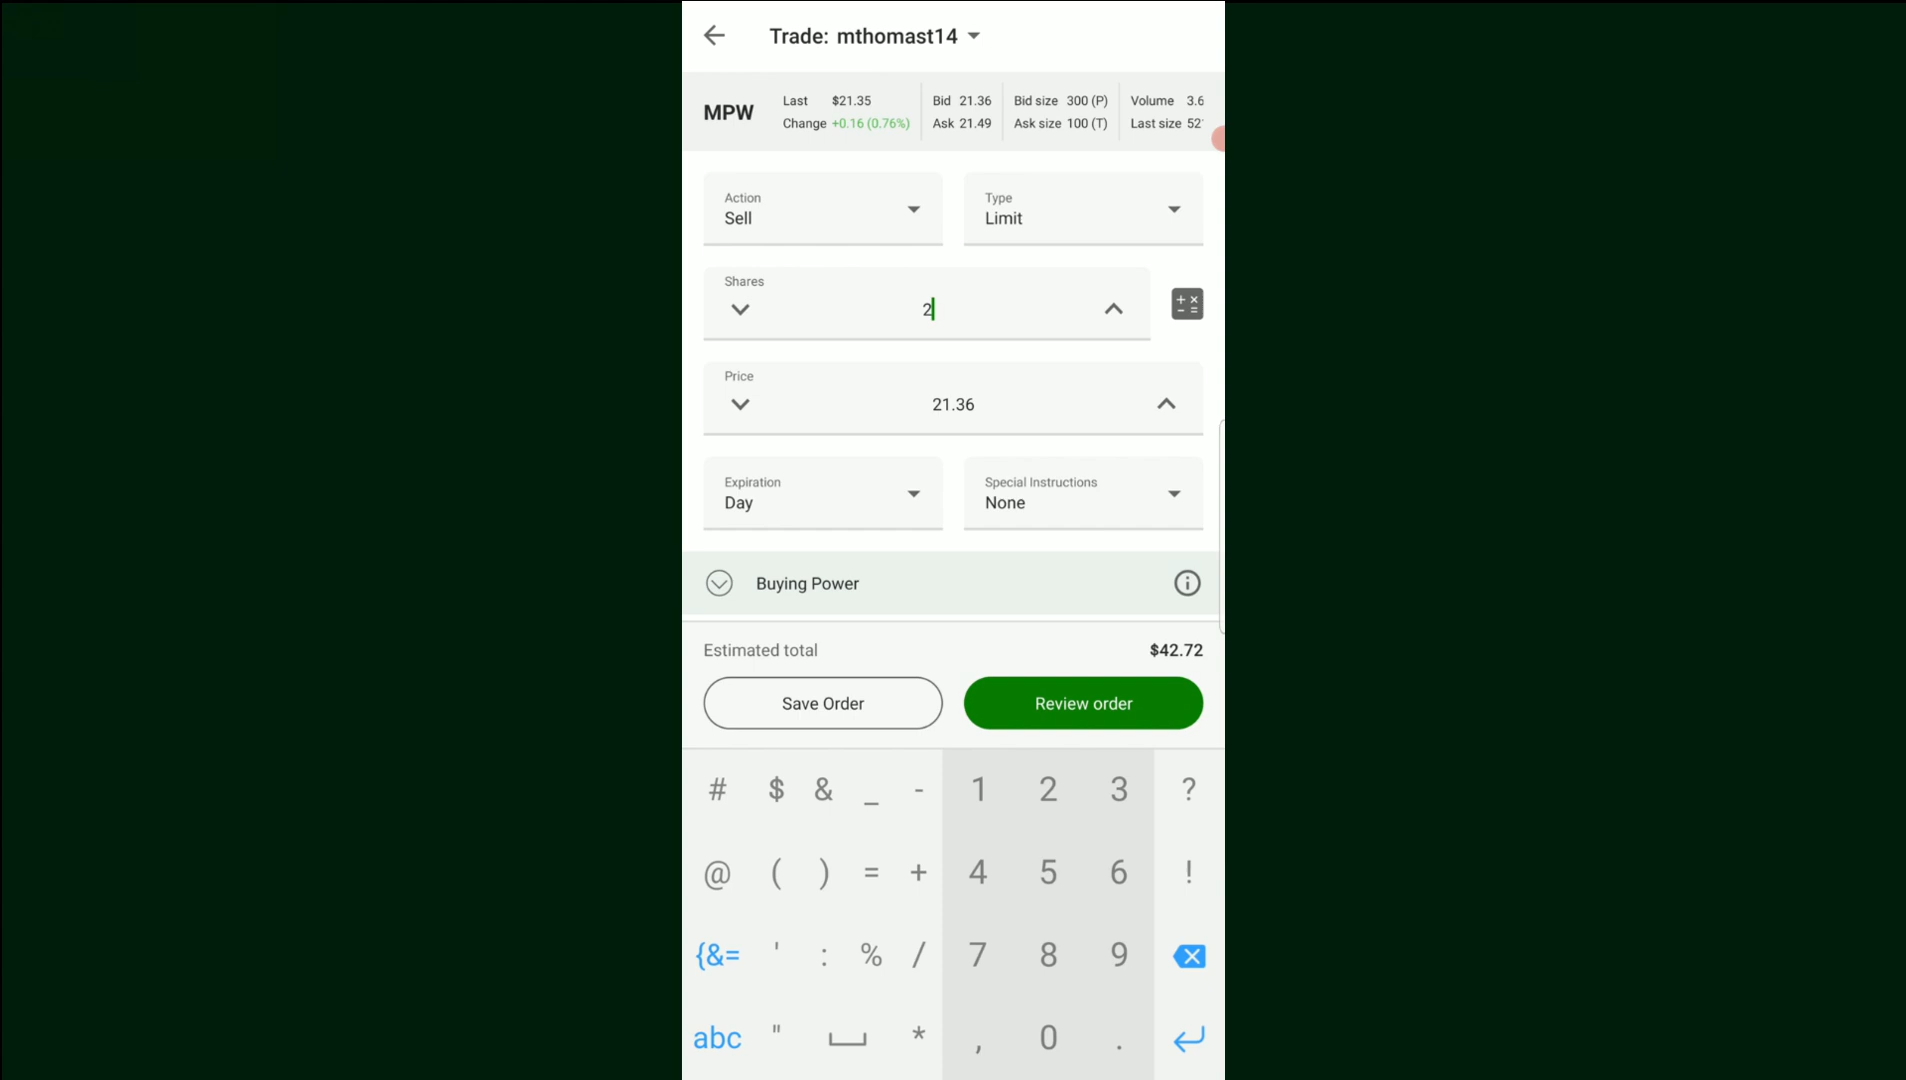 Trade: mthomast14
MPW
Last $21.35
Change +0.16 (0.76%)
Bid 21.36
Ask 21.49
Bid size 300 (P)
Ask size 100 (T)
Volume 3.6
Last size 52
Action
Sell
Type
Limit
Shares
2
Price
21.36
Expiration
Day
Special Instructions
None
Buying Power
Estimated total $42.72
Save Order
Review order
# $ & _ - 1 2 3 ?
@ ( ) = + 4 5 6 !
{&= ' : % / 7 8 9
abc " * , 0 .